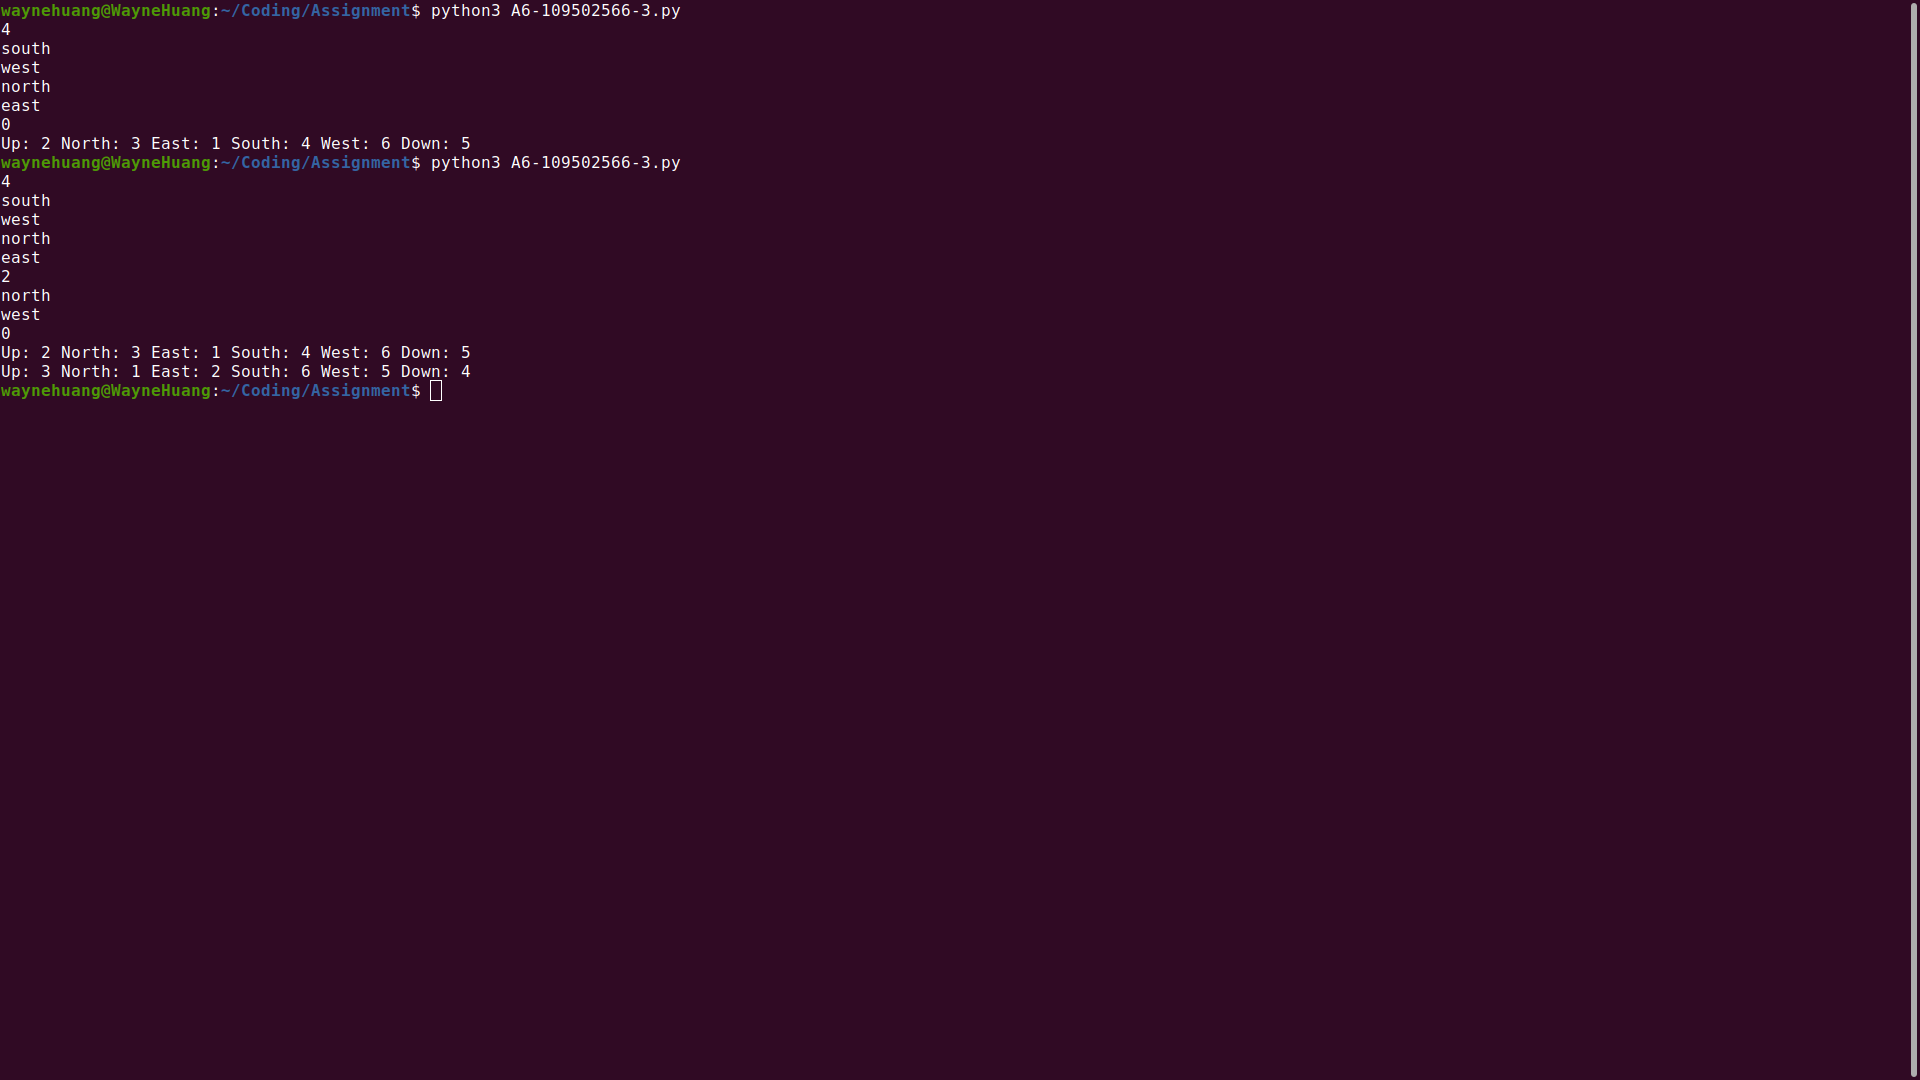 waynehuang@WayneHuang:~/Coding/Assignment$ python3 A6-109502566-3.py
4
south
west
north
east
0
Up: 2 North: 3 East: 1 South: 4 West: 6 Down: 5
waynehuang@WayneHuang:~/Coding/Assignment$ python3 A6-109502566-3.py
4
south
west
north
east
2
north
west
0
Up: 2 North: 3 East: 1 South: 4 West: 6 Down: 5
Up: 3 North: 1 East: 2 South: 6 West: 5 Down: 4
waynehuang@WayneHuang:~/Coding/Assignment$